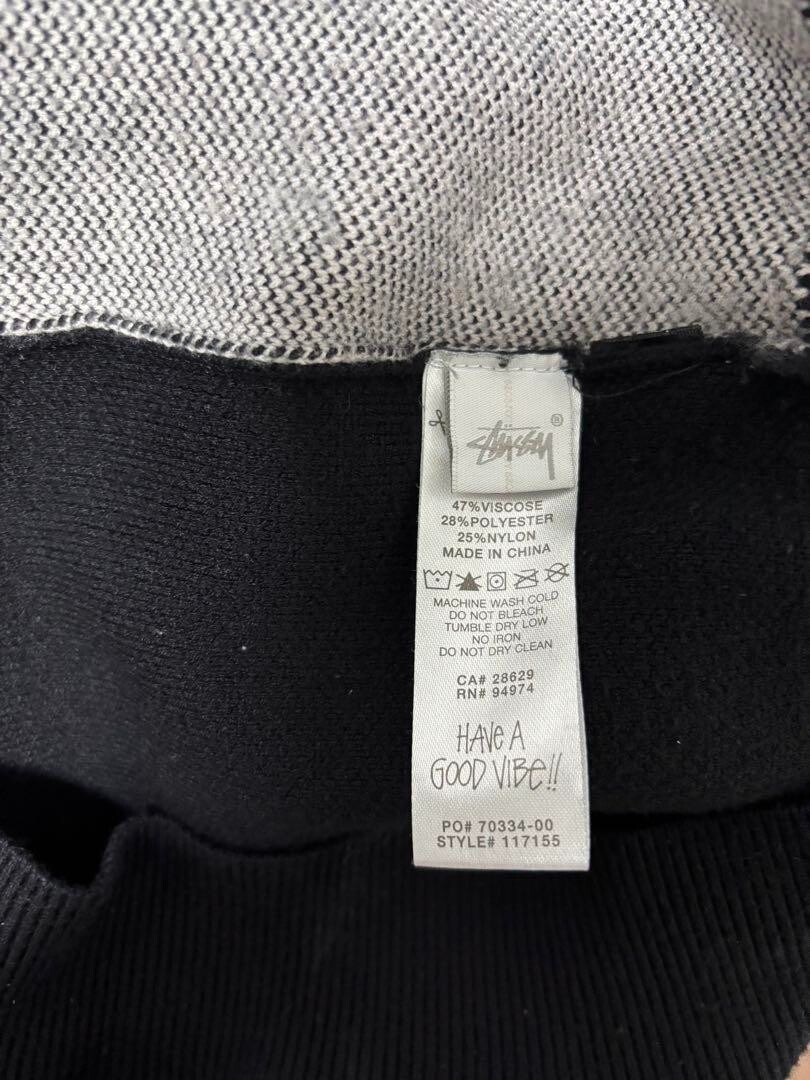 STÜSSY ®
47%VISCOSE
28%POLYESTER
25%NYLON
MADE IN CHINA
MACHINE WASH COLD
DO NOT BLEACH
TUMBLE DRY LOW
NO IRON
DO NOT DRY CLEAN
CA# 28629
RN# 94974
HAVE A
GOOD VIBE!!
PO# 70334-00
STYLE# 117155